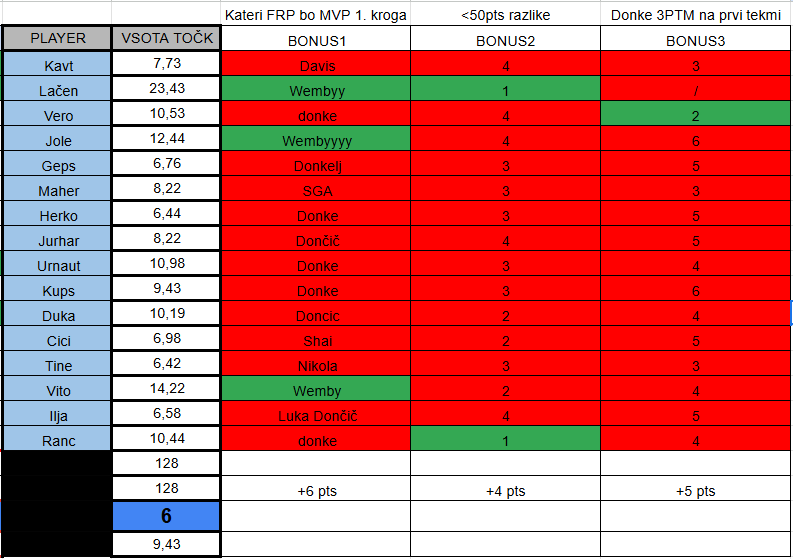 Kateri FRP bo MVP 1. kroga <50pts razlike Donke 3PTM na prvi tekmi
PLAYER VSOTA TOČK BONUS1 BONUS2 BONUS3
Kavt 7,73 Davis 4 3
Lačen 23,43 Wembyy 1 /
Vero 10,53 donke 4 2
Jole 12,44 Wembyyyy 4 6
Geps 6,76 Donkelj 3 5
Maher 8,22 SGA 3 3
Herko 6,44 Donke 3 5
Jurhar 8,22 Dončič 4 5
Urnaut 10,98 Donke 3 4
Kups 9,43 Donke 3 6
Duka 10,19 Doncic 2 4
Cici 6,98 Shai 2 5
Tine 6,42 Nikola 3 3
Vito 14,22 Wemby 2 4
Ilja 6,58 Luka Dončič 4 5
Ranc 10,44 donke 1 4
128
128 +6 pts +4 pts +5 pts
6
9,43